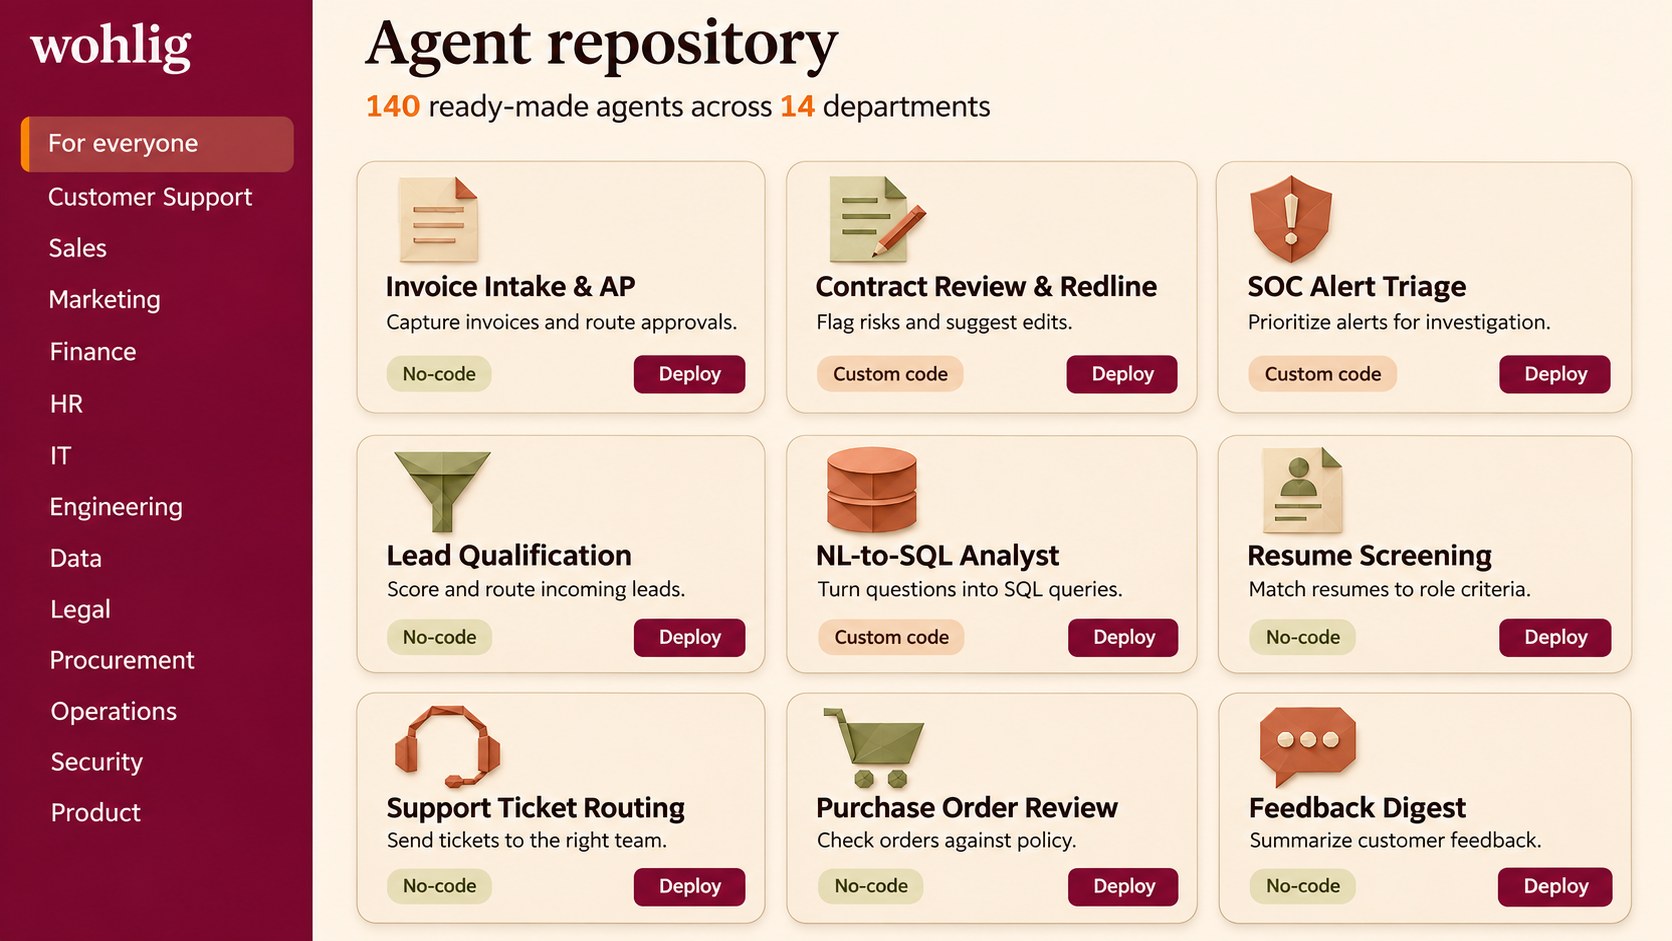 wohlig
For everyone
Customer Support
Sales
Marketing
Finance
HR
IT
Engineering
Data
Legal
Procurement
Operations
Security
Product
Agent repository
140 ready-made agents across 14 departments
Invoice Intake & AP
Capture invoices and route approvals.
No-code
Deploy
Contract Review & Redline
Flag risks and suggest edits.
Custom code
Deploy
SOC Alert Triage
Prioritize alerts for investigation.
Custom code
Deploy
Lead Qualification
Score and route incoming leads.
No-code
Deploy
NL-to-SQL Analyst
Turn questions into SQL queries.
Custom code
Deploy
Resume Screening
Match resumes to role criteria.
No-code
Deploy
Support Ticket Routing
Send tickets to the right team.
No-code
Deploy
Purchase Order Review
Check orders against policy.
No-code
Deploy
Feedback Digest
Summarize customer feedback.
No-code
Deploy